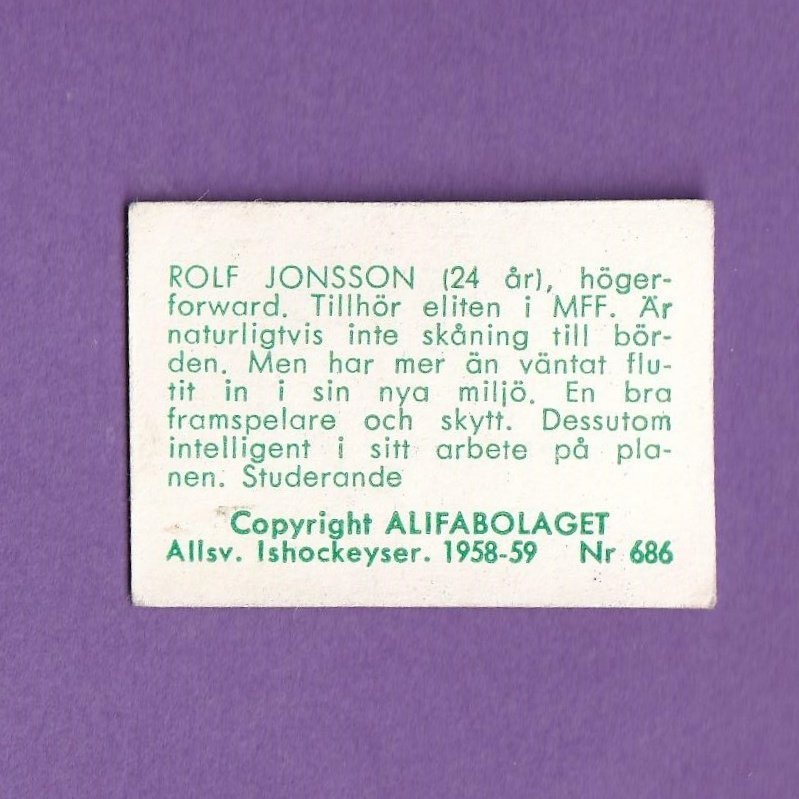 ROLF JONSSON (24 år), höger-
forward. Tillhör eliten i MFF. Är
naturligtvis inte skåning till bör-
den. Men har mer än väntat flu-
tit in i sin nya miljö. En bra
framspelare och skytt. Dessutom
intelligent i sitt arbete på pla-
nen. Studerande
Copyright ALIFABOLAGET
Allsv. Ishockeyser. 1958-59 Nr 686